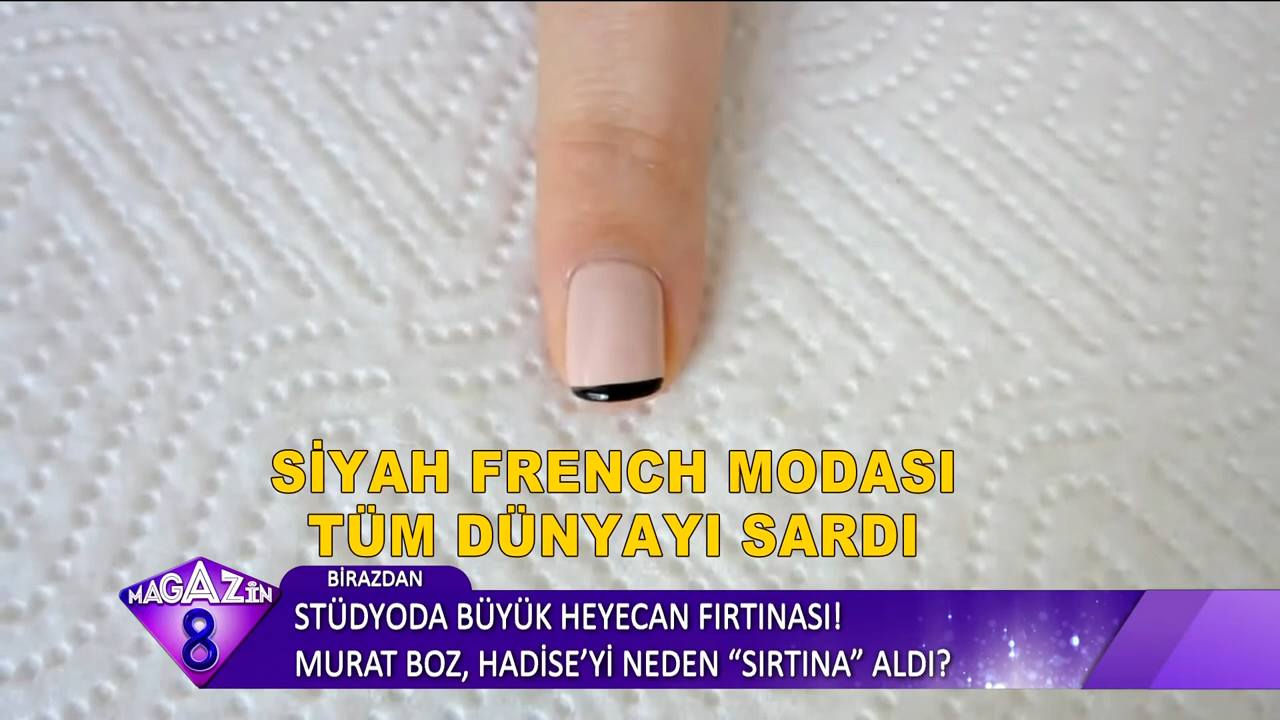 SİYAH FRENCH MODASI
TÜM DÜNYAYI SARDI
BİRAZDAN
MAGAZİN
8
STÜDYODA BÜYÜK HEYECAN FIRTINASI!
MURAT BOZ, HADİSE'Yİ NEDEN “SIRTINA” ALDI?